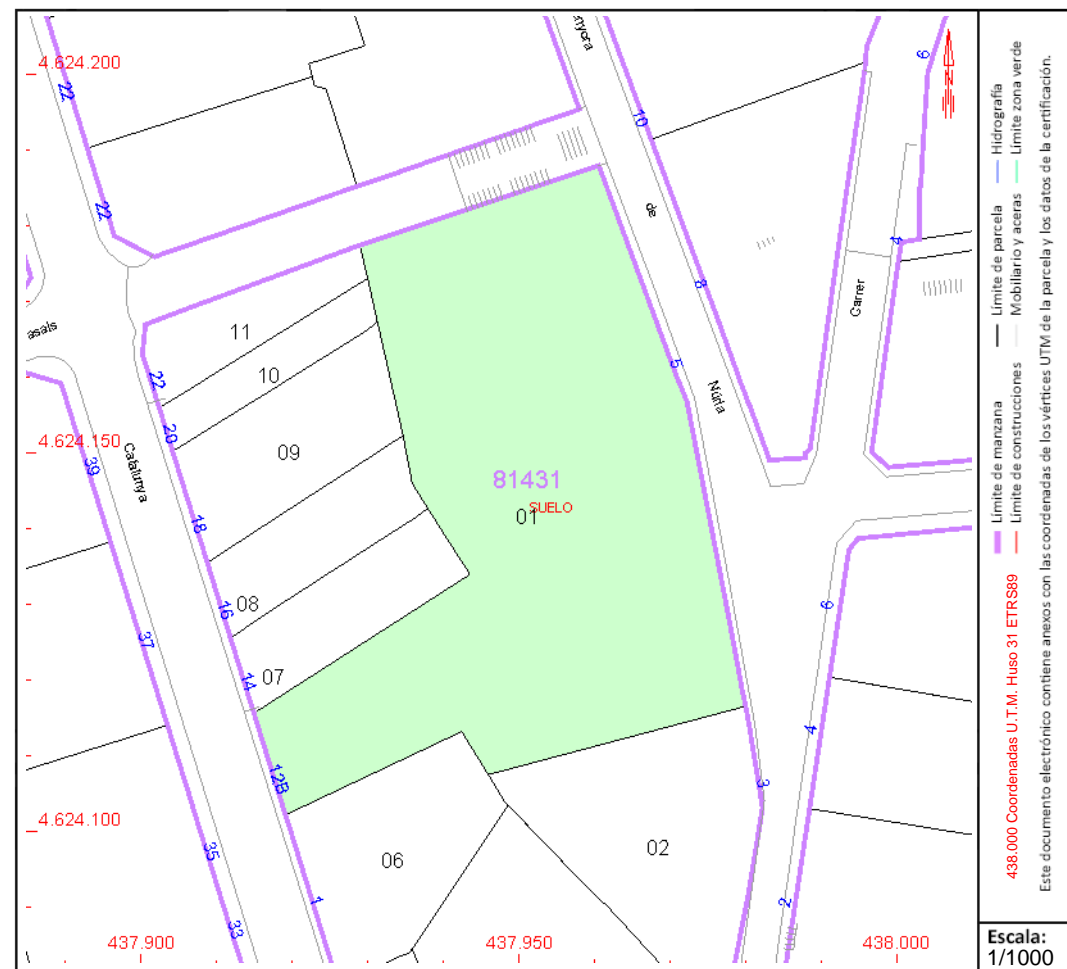 4.624.200
22
22
nyora
10
de
8
6
4
Carrer
asals
11
10
22
20
09
Catalunya
39
4.624.150
18
5
Núria
81431
SUELO
01
08
16
07
14
37
12B
6
4
3
4.624.100
35
06
02
1
33
2
437.900
437.950
438.000
Límite de manzana
Límite de parcela
Hidrografía
Límite de construcciones
Mobiliario y aceras
Límite zona verde
438.000 Coordenadas U.T.M. Huso 31 ETRS89
Este documento electrónico contiene anexos con las coordenadas de los vértices UTM de la parcela y los datos de la certificación.
Escala:
1/1000